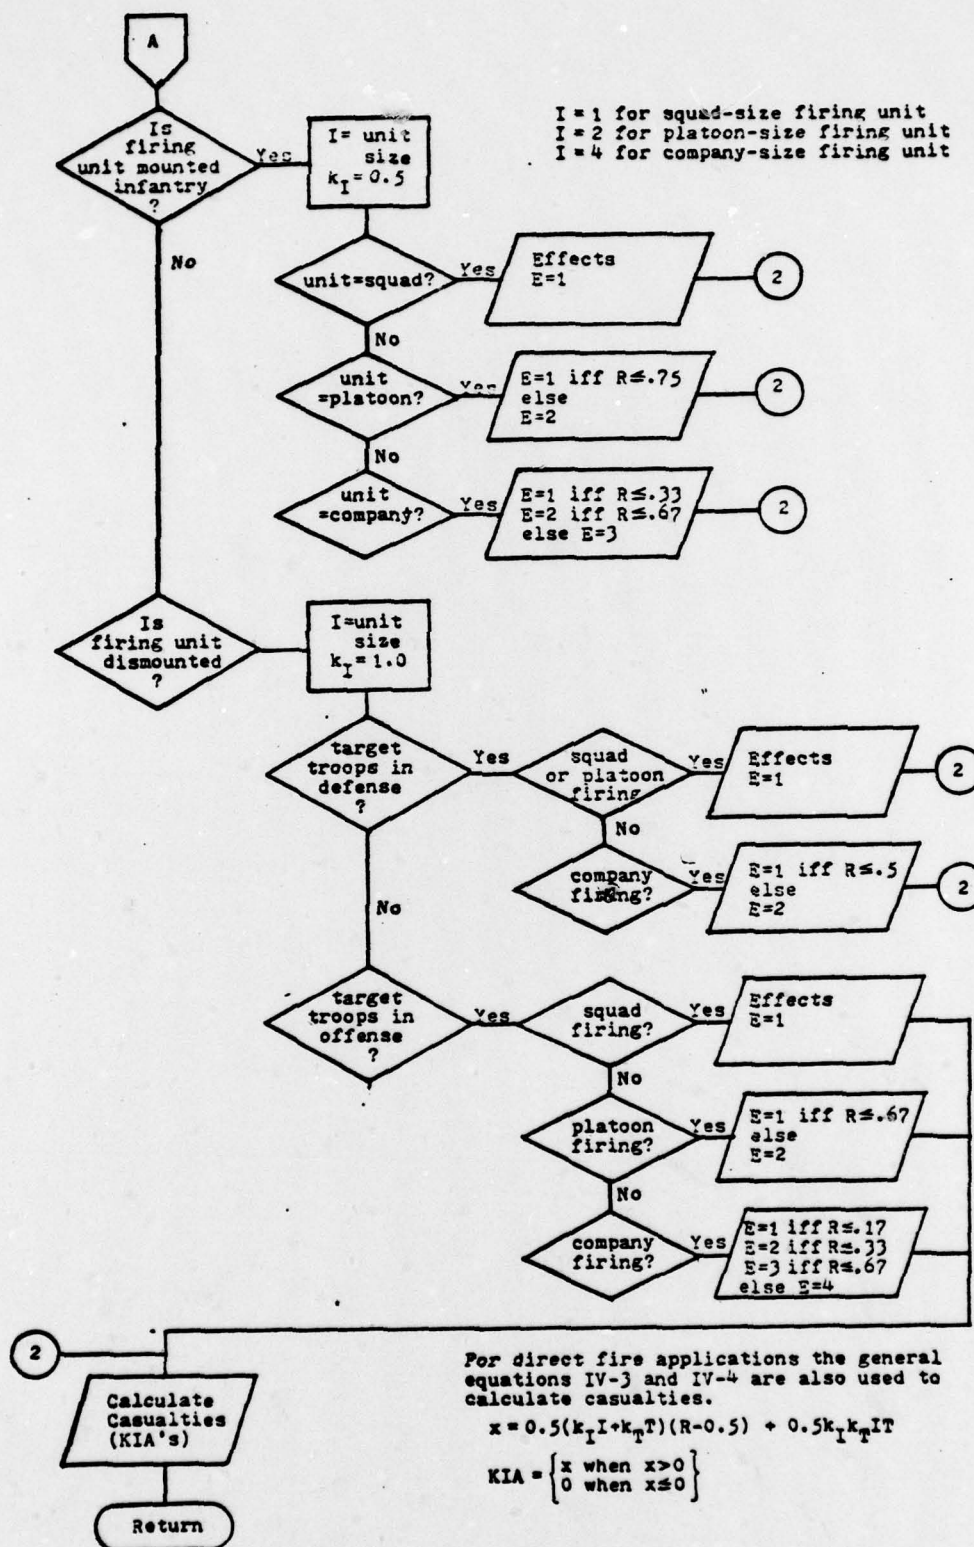 A
Is
firing
unit mounted
infantry
?
Yes
I= unit
size
k_I=0.5
I=1 for squad-size firing unit
I=2 for platoon-size firing unit
I=4 for company-size firing unit
No
unit=squad?
Yes
Effects
E=1
2
No
unit
=platoon?
Yes
E=1 iff R≤.75
else
E=2
2
No
unit
=company?
Yes
E=1 iff R≤.33
E=2 iff R≤.67
else E=3
2
Is
firing unit
dismounted
?
I=unit
size
k_I=1.0
target
troops in
defense
?
Yes
squad
or platoon
firing
Yes
Effects
E=1
2
No
company
firing?
Yes
E=1 iff R≤.5
else
E=2
2
No
target
troops in
offense
?
Yes
squad
firing?
Yes
Effects
E=1
No
platoon
firing?
Yes
E=1 iff R≤.67
else
E=2
No
company
firing?
Yes
E=1 iff R≤.17
E=2 iff R≤.33
E=3 iff R≤.67
else E=4
2
Calculate
Casualties
(KIA's)
Return
For direct fire applications the general
equations IV-3 and IV-4 are also used to
calculate casualties.
x=0.5(k_I I+k_T T)(R-0.5) + 0.5k_I k_T IT
KIA = {x when x>0
0 when x≤0}